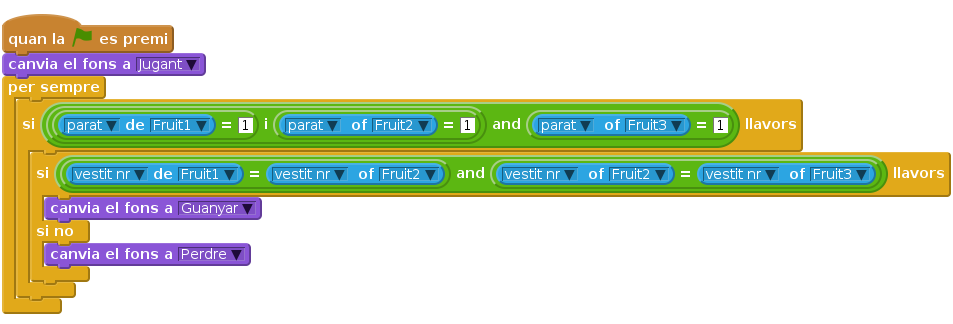 quan la es premi
canvia el fons a Jugant
per sempre
si parat de Fruit1 = 1 i parat of Fruit2 = 1 and parat of Fruit3 = 1 llavors
si vestit nr de Fruit1 = vestit nr of Fruit2 and vestit nr of Fruit2 = vestit nr of Fruit3 llavors
canvia el fons a Guanyar
si no
canvia el fons a Perdre